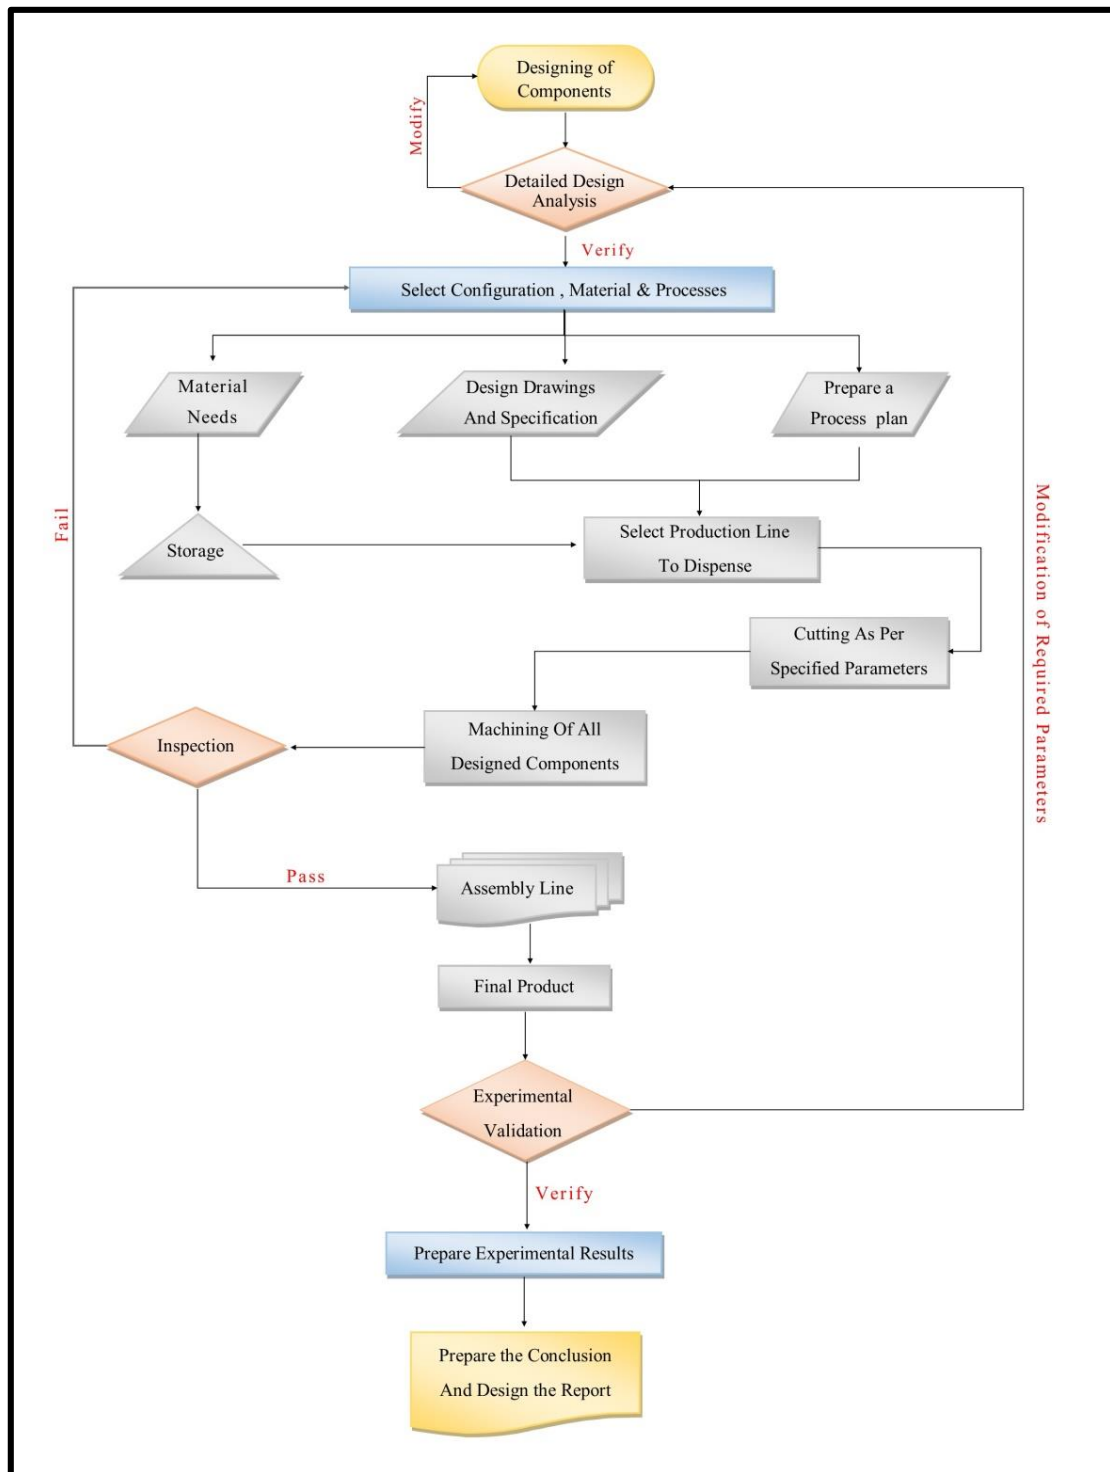 Designing of
Components
Modify
Detailed Design
Analysis
Verify
Select Configuration , Material & Processes
Material
Needs
Design Drawings
And Specification
Prepare a
Process plan
Fail
Storage
Select Production Line
To Dispense
Modification of Required Parameters
Cutting As Per
Specified Parameters
Machining Of All
Designed Components
Inspection
Pass
Assembly Line
Final Product
Experimental
Validation
Verify
Prepare Experimental Results
Prepare the Conclusion
And Design the Report